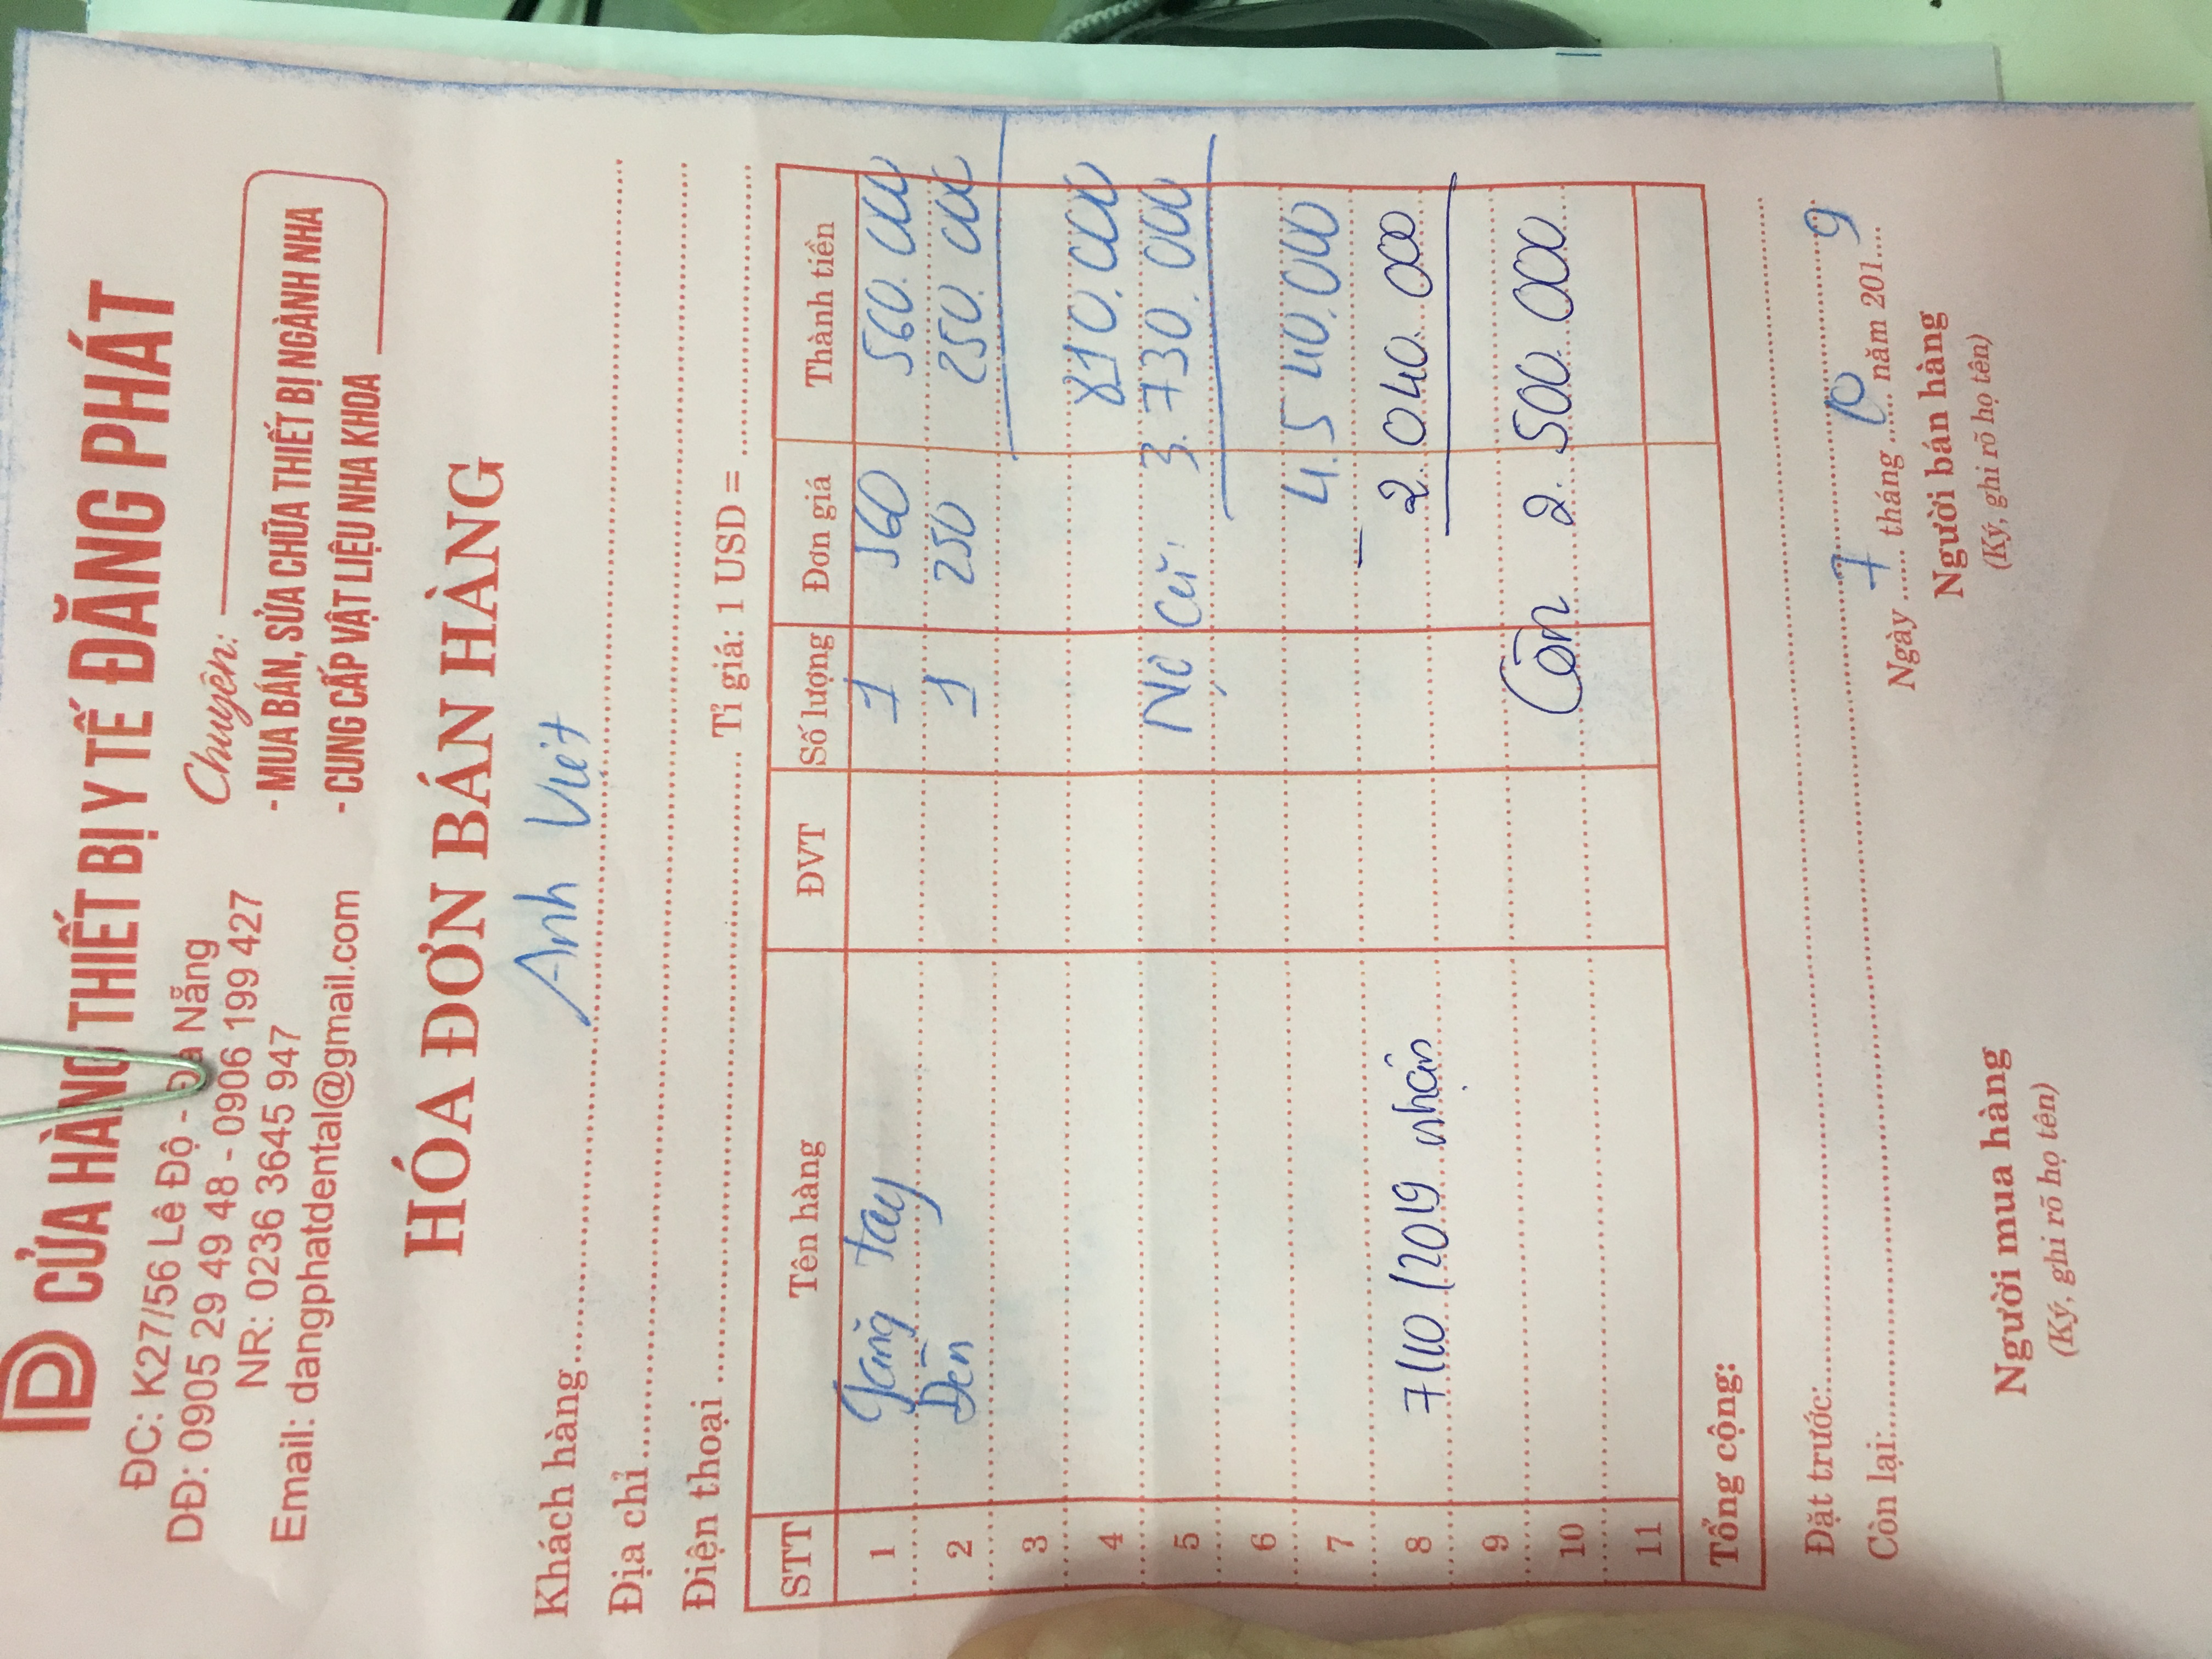 CỬA HÀNG THIẾT BỊ Y TẾ ĐĂNG PHÁT
ĐC: K27/56 Lê Độ - Đà Nẵng
DĐ: 0905 29 49 48 - 0906 199 427
NR: 0236 3645 947
Email: dangphatdental@gmail.com
Chuyên:
- MUA BÁN, SỬA CHỮA THIẾT BỊ NGÀNH NHA
- CUNG CẤP VẬT LIỆU NHA KHOA
HÓA ĐƠN BÁN HÀNG
Khách hàng Anh Việt
Địa chỉ
Điện thoại Tỉ giá: 1 USD =
STT Tên hàng ĐVT Số lượng Đơn giá Thành tiền
1 găng tay 1 560 560.000
2 Đèn 1 250 250.000
3
4 810.000
5 Nợ cũ: 3.730.000
6
7 4.540.000
8 7/10/2019 nhận - 2.040.000
9
10 Còn 2.500.000
11
Tổng cộng:
Đặt trước:
Còn lại:
Ngày 7 tháng 10 năm 2019
Người bán hàng
(Ký, ghi rõ họ tên)
Người mua hàng
(Ký, ghi rõ họ tên)